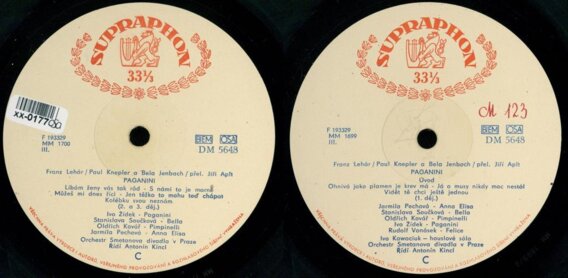 SUPRAPHON
33⅓
xx-0177
F 193329
MM 1700
III.
BIEM OSA
DM 5648
Franz Lehár/Paul Knepler a Bela Jenbach/přel. Jiří Aplt
PAGANINI
Líbám ženy vás tak rád - S námi to je marné
Můžeš mi dnes říci - Jen těžko to mohu teď chápat
Kolébku svou neznám
(2. a 3. děj.)
Ivo Žídek - Paganini
Stanislava Součková - Bella
Oldřich Kovář - Pimpinelli
Jarmila Pechová - Anna Elisa
Orchestr Smetanova divadla v Praze
Řídí Antonín Kincl
C
SUPRAPHON
33⅓
M 123
F 193329
MM 1699
III.
BIEM OSA
DM 5648
Franz Lehár/Paul Knepler a Bela Jenbach/přel. Jiří Aplt
PAGANINI
Úvod
Ohnivá jako plamen je krev má - Já a musy nikdy moc nestál
Vidět tě chci ještě jednou
(1. děj.)
Jarmila Pechová - Anna Elisa
Stanislava Součková - Bella
Oldřich Kovář - Pimpinelli
Ivo Žídek - Paganini
Rudolf Vonásek - Felice
Iva Kawaciuk - houslové sólo
Orchestr Smetanova divadla v Praze
Řídí Antonín Kincl
C